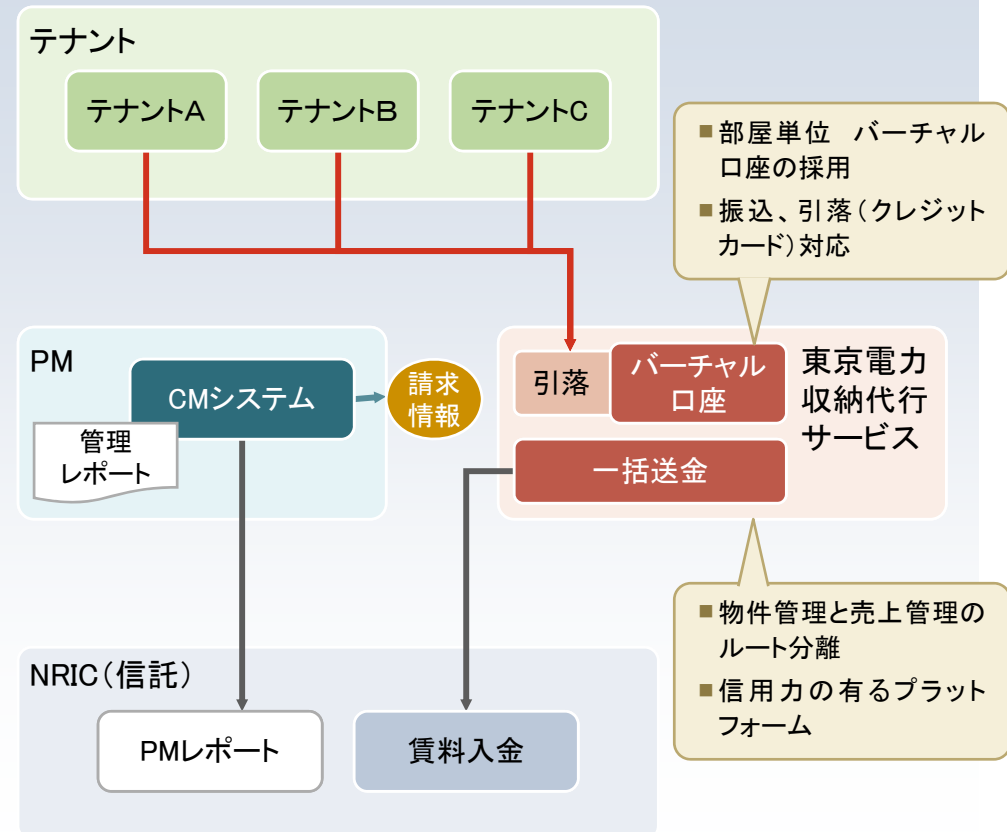 テナント
テナントA
テナントB
テナントC
■部屋単位 バーチャル
口座の採用
■振込、引落(クレジット
カード)対応
PM
CMシステム
管理
レポート
請求
情報
引落
バーチャル
口座
一括送金
東京電力
収納代行
サービス
■物件管理と売上管理の
ルート分離
■信用力の有るプラット
フォーム
NRIC(信託)
PMレポート
賃料入金